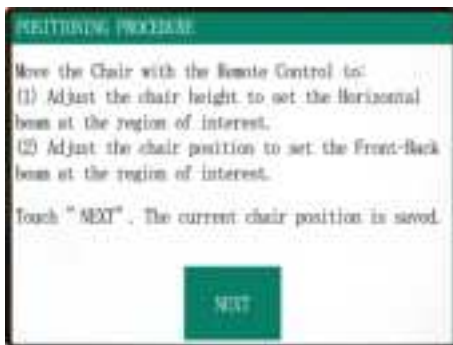 POSITIONING PROCEDURE
Move the Chair with the Remote Control to:
(1) Adjust the chair height to set the Horizontal
beam at the region of interest.
(2) Adjust the chair position to set the Front-Back
beam at the region of interest.
Touch " NEXT" . The current chair position is saved.
NEXT